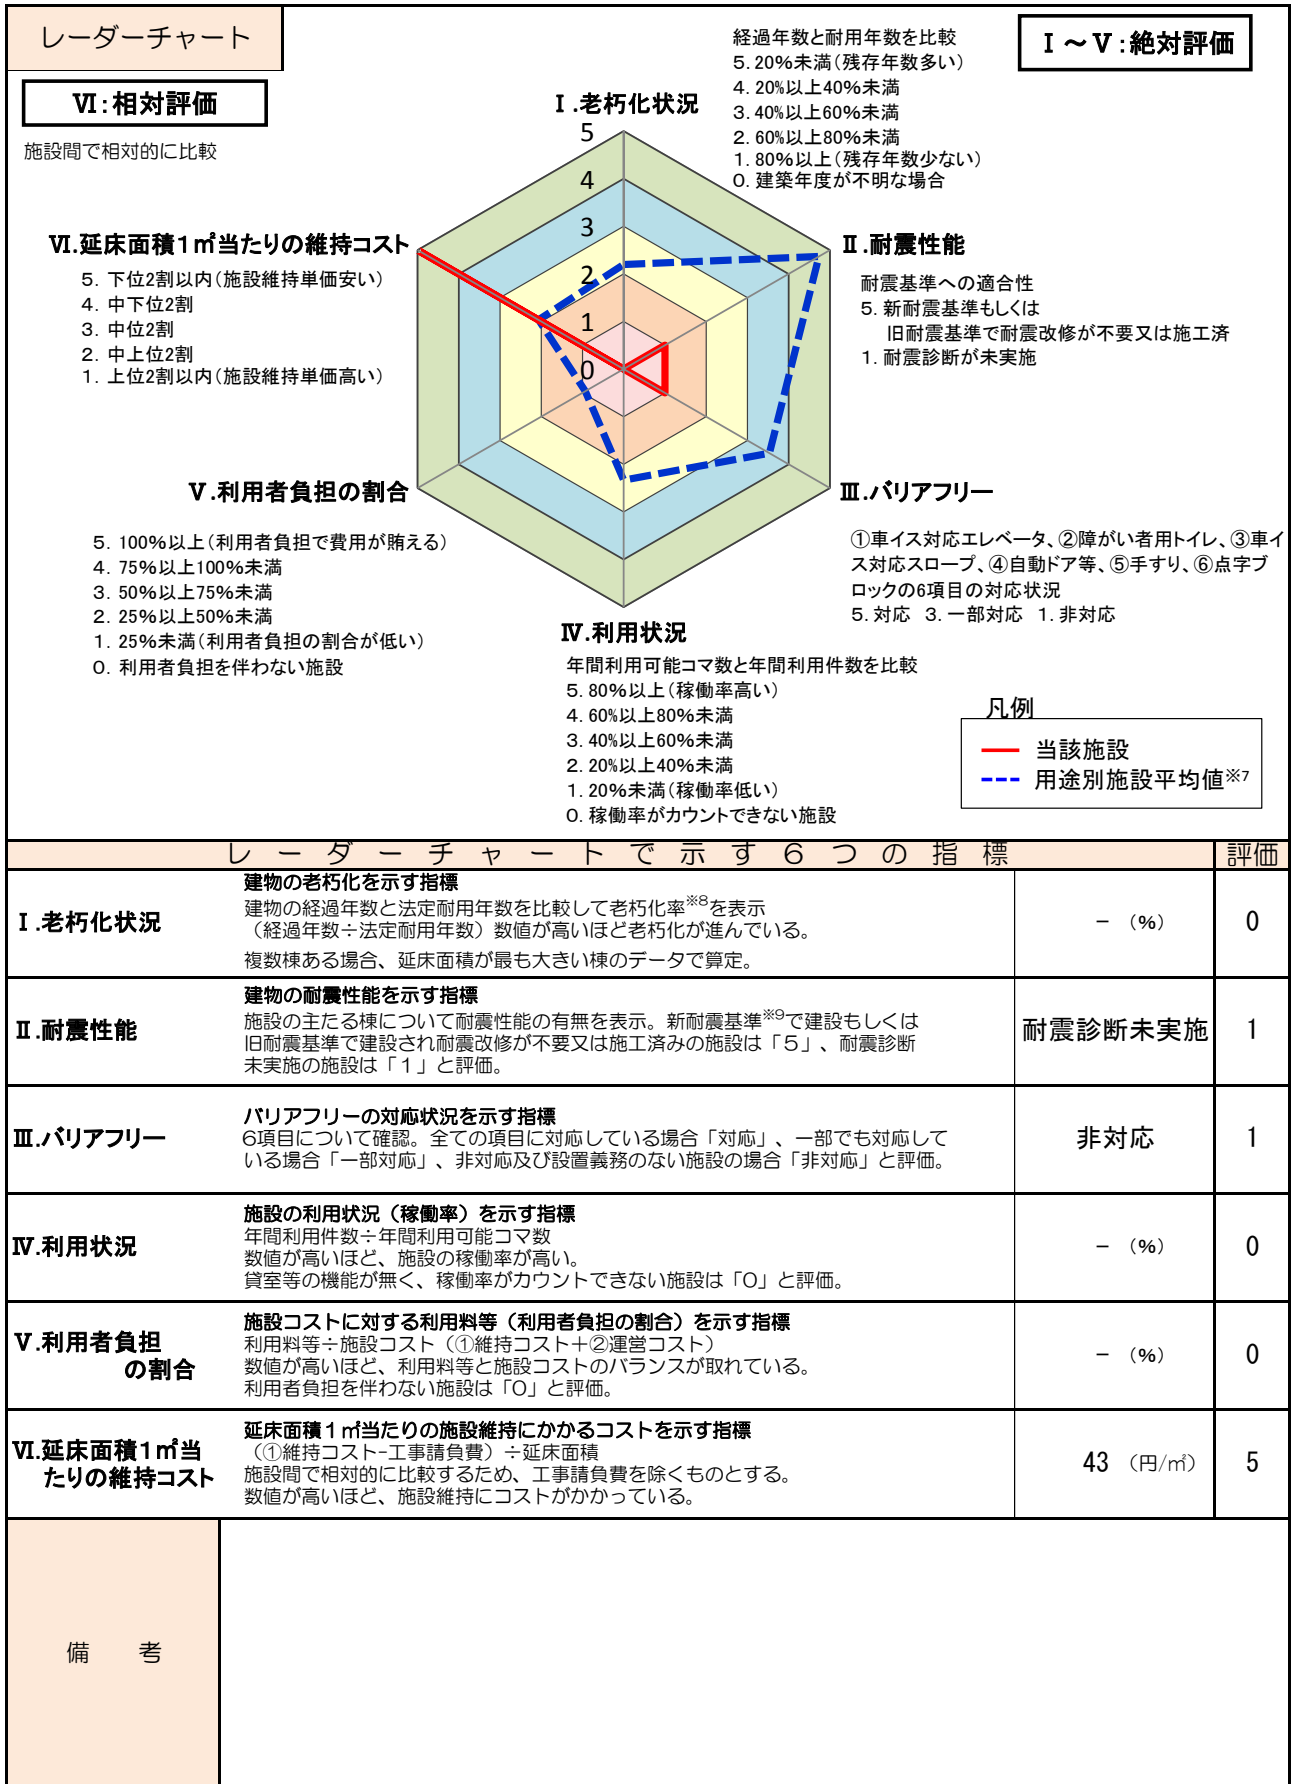 レーダーチャート
Ⅰ～Ⅴ：絶対評価
Ⅵ：相対評価
施設間で相対的に比較
Ⅰ.老朽化状況
経過年数と耐用年数を比較
5. 20%未満（残存年数多い）
4. 20%以上40%未満
3. 40%以上60%未満
2. 60%以上80%未満
1. 80%以上（残存年数少ない）
0. 建築年度が不明な場合
5
4
3
2
1
0
Ⅵ.延床面積1㎡当たりの維持コスト
5. 下位2割以内（施設維持単価安い）
4. 中下位2割
3. 中位2割
2. 中上位2割
1. 上位2割以内（施設維持単価高い）
Ⅱ.耐震性能
耐震基準への適合性
5. 新耐震基準もしくは
旧耐震基準で耐震改修が不要又は施工済
1. 耐震診断が未実施
Ⅴ.利用者負担の割合
5. 100%以上（利用者負担で費用が賄える）
4. 75%以上100%未満
3. 50%以上75%未満
2. 25%以上50%未満
1. 25%未満（利用者負担の割合が低い）
0. 利用者負担を伴わない施設
Ⅲ.バリアフリー
①車イス対応エレベータ、②障がい者用トイレ、③車イ
ス対応スロープ、④自動ドア等、⑤手すり、⑥点字ブ
ロックの6項目の対応状況
5. 対応 3. 一部対応 1. 非対応
Ⅳ.利用状況
年間利用可能コマ数と年間利用件数を比較
5. 80%以上（稼働率高い）
4. 60%以上80%未満
3. 40%以上60%未満
2. 20%以上40%未満
1. 20%未満（稼働率低い）
0. 稼働率がカウントできない施設
凡例
当該施設
用途別施設平均値※7
レーダーチャートで示す６つの指標 評価
Ⅰ.老朽化状況
建物の老朽化を示す指標
建物の経過年数と法定耐用年数を比較して老朽化率※8を表示
（経過年数÷法定耐用年数）数値が高いほど老朽化が進んでいる。
複数棟ある場合、延床面積が最も大きい棟のデータで算定。
－（%） 0
Ⅱ.耐震性能
建物の耐震性能を示す指標
施設の主たる棟について耐震性能の有無を表示。新耐震基準※9で建設もしくは
旧耐震基準で建設され耐震改修が不要又は施工済みの施設は「５」、耐震診断
未実施の施設は「１」と評価。
耐震診断未実施 1
Ⅲ.バリアフリー
バリアフリーの対応状況を示す指標
6項目について確認。全ての項目に対応している場合「対応」、一部でも対応して
いる場合「一部対応」、非対応及び設置義務のない施設の場合「非対応」と評価。
非対応 1
Ⅳ.利用状況
施設の利用状況（稼働率）を示す指標
年間利用件数÷年間利用可能コマ数
数値が高いほど、施設の稼働率が高い。
貸室等の機能が無く、稼働率がカウントできない施設は「0」と評価。
－（%） 0
Ⅴ.利用者負担
の割合
施設コストに対する利用料等（利用者負担の割合）を示す指標
利用料等÷施設コスト（①維持コスト＋②運営コスト）
数値が高いほど、利用料等と施設コストのバランスが取れている。
利用者負担を伴わない施設は「0」と評価。
－（%） 0
Ⅵ.延床面積1㎡当
たりの維持コスト
延床面積１㎡当たりの施設維持にかかるコストを示す指標
（①維持コスト-工事請負費）÷延床面積
施設間で相対的に比較するため、工事請負費を除くものとする。
数値が高いほど、施設維持にコストがかかっている。
43（円/㎡） 5
備　考